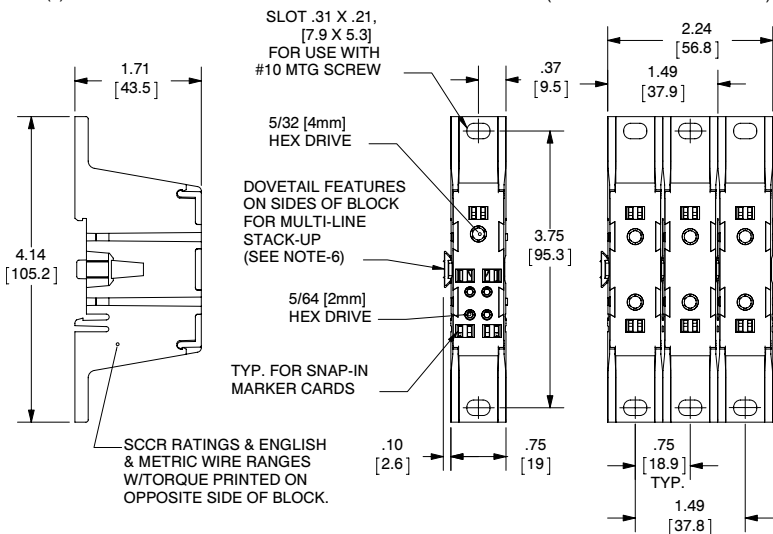 SLOT .31 X .21,
[7.9 X 5.3]
FOR USE WITH
#10 MTG SCREW
2.24
[56.8]
1.71
[43.5]
.37
[9.5]
1.49
[37.9]
5/32 [4mm]
HEX DRIVE
DOVETAIL FEATURES
ON SIDES OF BLOCK
FOR MULTI-LINE
STACK-UP
(SEE NOTE-6)
4.14
[105.2]
3.75
[95.3]
5/64 [2mm]
HEX DRIVE
TYP. FOR SNAP-IN
MARKER CARDS
SCCR RATINGS & ENGLISH
& METRIC WIRE RANGES
W/TORQUE PRINTED ON
OPPOSITE SIDE OF BLOCK.
.10
[2.6]
.75
[19]
.75
[18.9]
TYP.
1.49
[37.8]